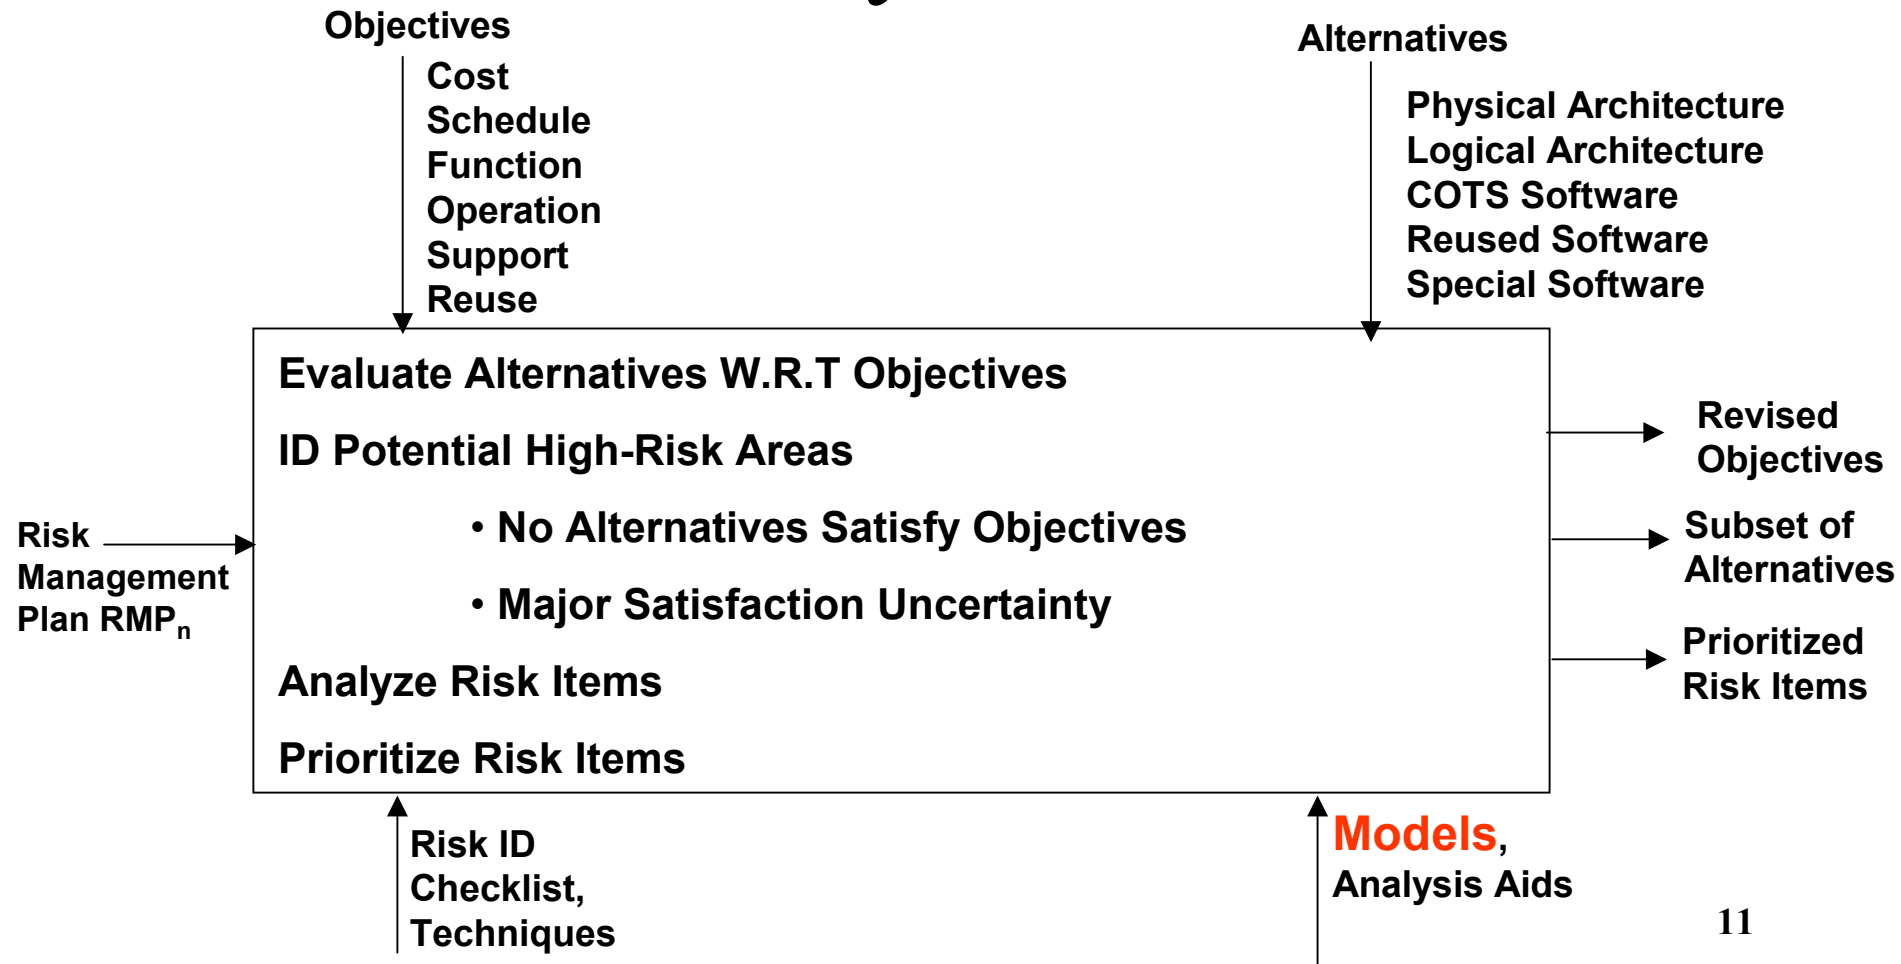 Objectives
Cost
Schedule
Function
Operation
Support
Reuse
Alternatives
Physical Architecture
Logical Architecture
COTS Software
Reused Software
Special Software
Evaluate Alternatives W.R.T Objectives
ID Potential High-Risk Areas
• No Alternatives Satisfy Objectives
• Major Satisfaction Uncertainty
Analyze Risk Items
Prioritize Risk Items
Risk
Management
Plan RMPn
Revised
Objectives
Subset of
Alternatives
Prioritized
Risk Items
Risk ID
Checklist,
Techniques
Models,
Analysis Aids
11